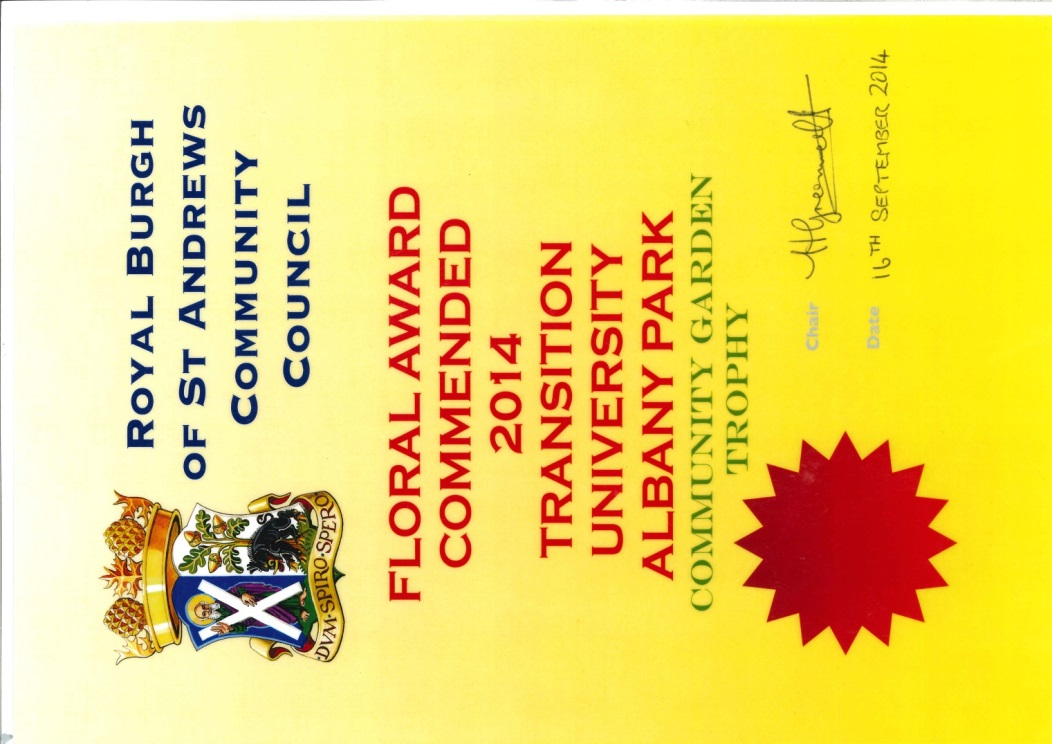 ROYAL BURGH
OF ST ANDREWS
COMMUNITY
COUNCIL
DVM·SPIRO·SPERO
FLORAL AWARD
COMMENDED
2014
TRANSITION
UNIVERSITY
ALBANY PARK
COMMUNITY GARDEN
TROPHY
Chair
Date 16TH SEPTEMBER 2014